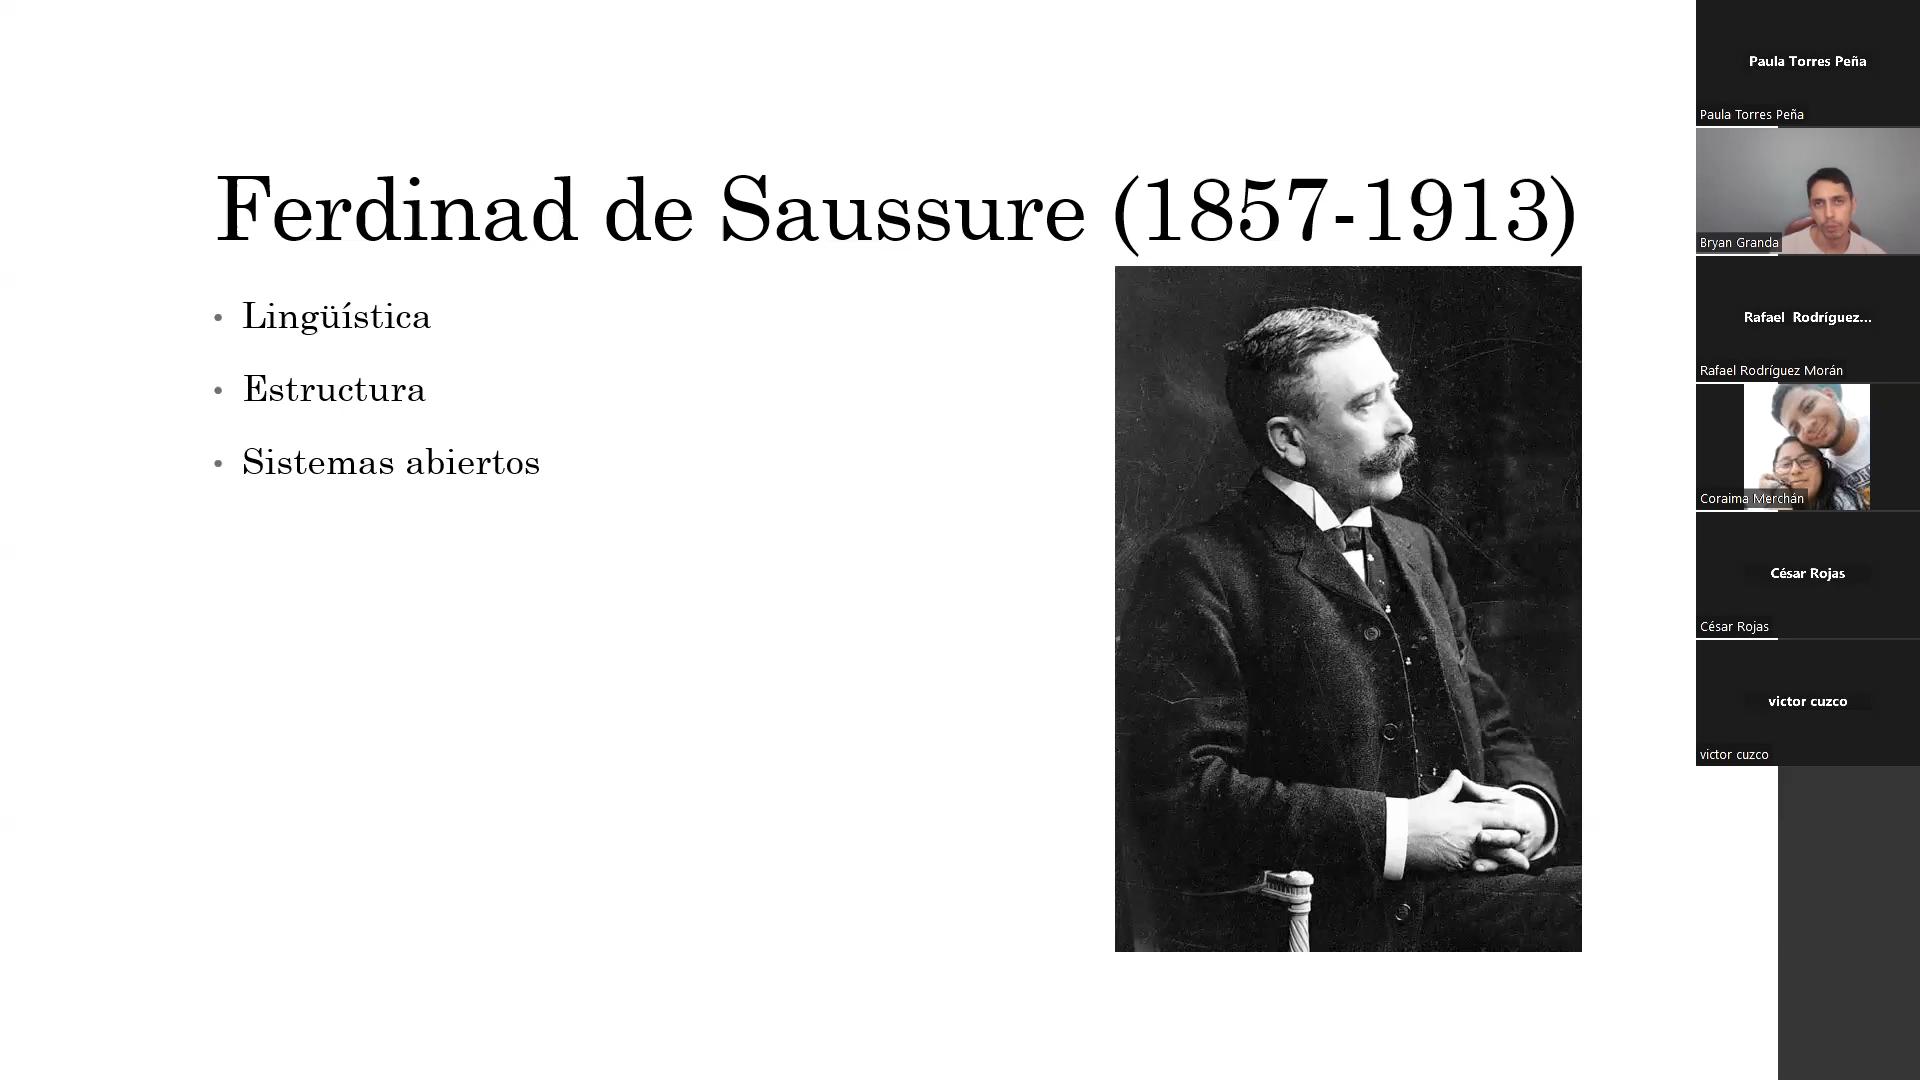 Ferdinad de Saussure (1857-1913)
• Lingüística
• Estructura
• Sistemas abiertos
Paula Torres Peña
Paula Torres Peña
Bryan Granda
Rafael Rodríguez...
Rafael Rodríguez Morán
Coraima Merchán
César Rojas
César Rojas
victor cuzco
victor cuzco